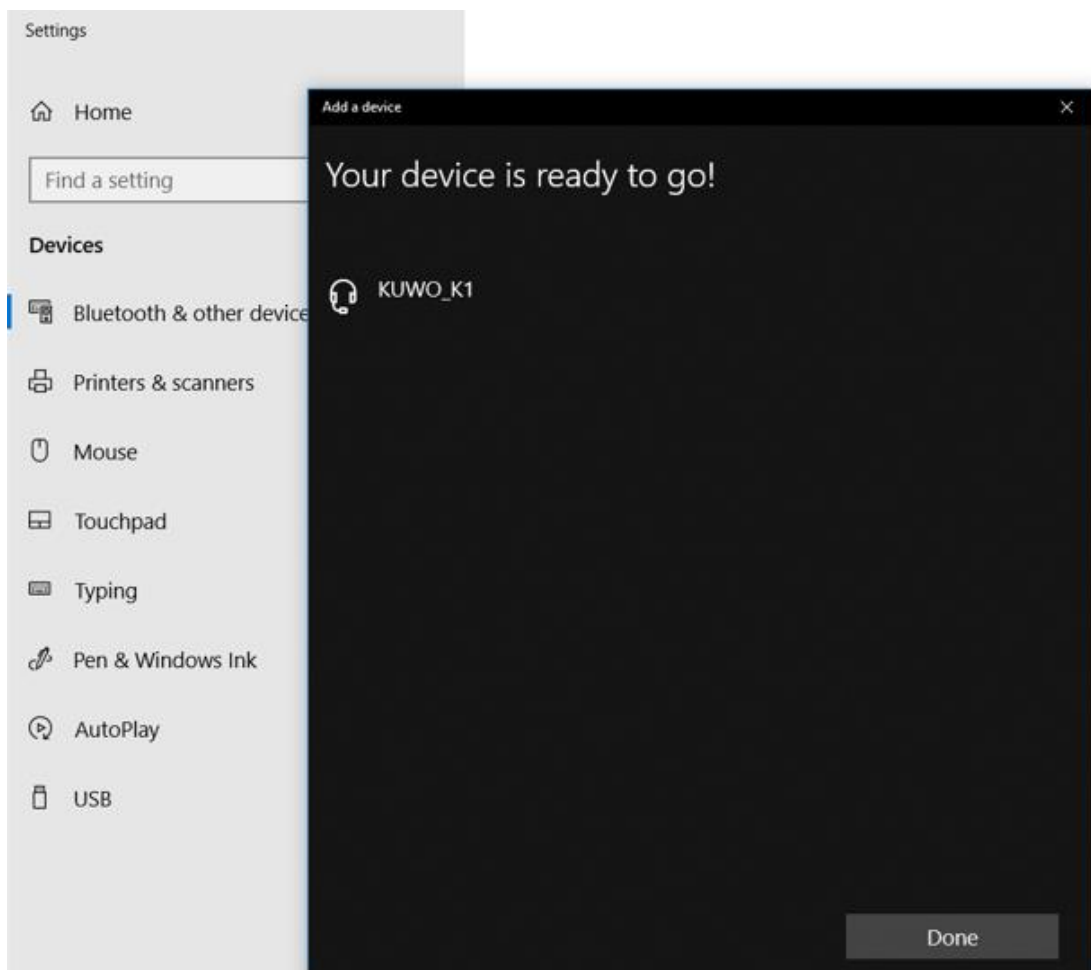 Settings
Home
Find a setting
Devices
Bluetooth & other device
Printers & scanners
Mouse
Touchpad
Typing
Pen & Windows Ink
AutoPlay
USB
Add a device
Your device is ready to go!
KUWO_K1
Done